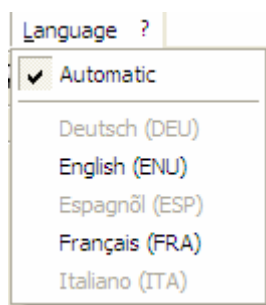 Language ?
Automatic
Deutsch (DEU)
English (ENU)
Espagnõl (ESP)
Français (FRA)
Italiano (ITA)